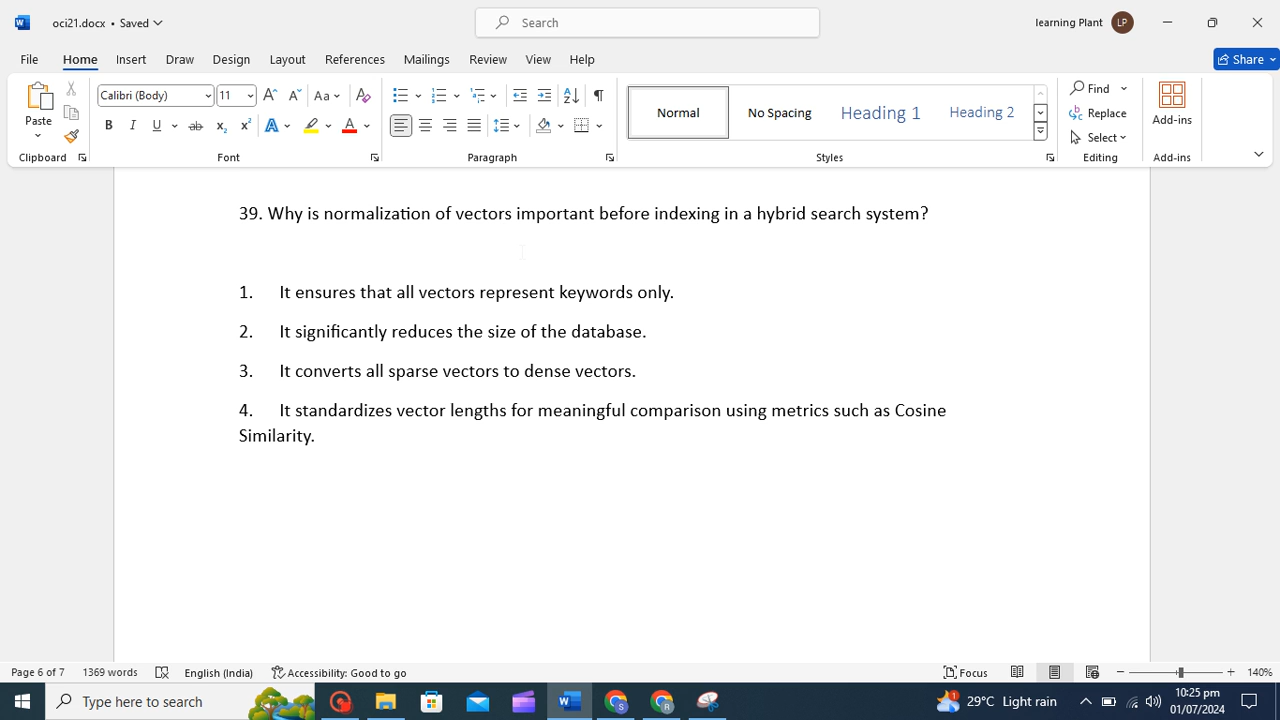 oci21.docx • Saved
Search
learning Plant LP
File Home Insert Draw Design Layout References Mailings Review View Help Share
Paste
Calibri (Body) 11 Aa
Normal No Spacing Heading 1 Heading 2
Find
Replace
Select
Add-ins
Clipboard Font Paragraph Styles Editing Add-ins
39. Why is normalization of vectors important before indexing in a hybrid search system?
1. It ensures that all vectors represent keywords only.
2. It significantly reduces the size of the database.
3. It converts all sparse vectors to dense vectors.
4. It standardizes vector lengths for meaningful comparison using metrics such as Cosine
Similarity.
Page 6 of 7 1369 words English (India) Accessibility: Good to go Focus 140%
Type here to search
1 29°C Light rain
10:25 pm
01/07/2024